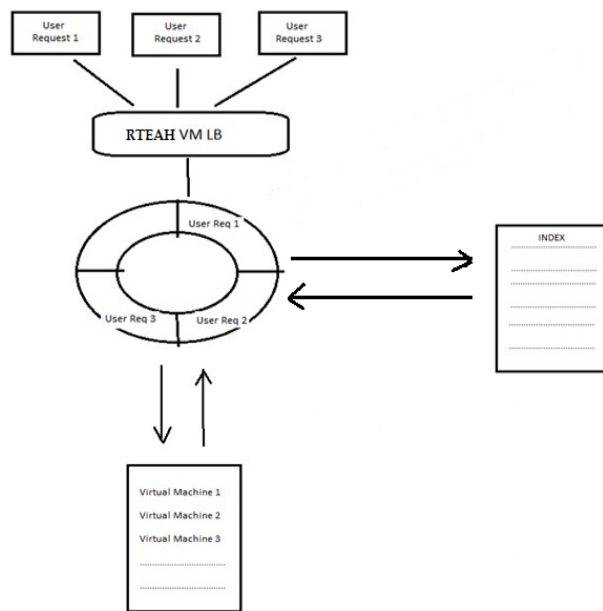 User
Request 1
User
Request 2
User
Request 3
RTEAH VM LB
User Req 1
User Req 3
User Req 2
INDEX
Virtual Machine 1
Virtual Machine 2
Virtual Machine 3